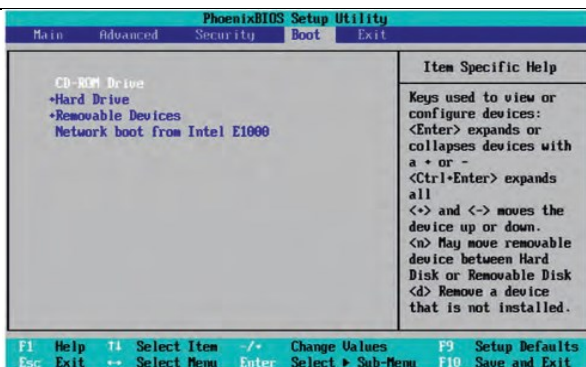 PhoenixBIOS Setup Utility
Main Advanced Security Boot Exit
CD-ROM Drive
+Hard Drive
+Removable Devices
Network boot from Intel E1000
Item Specific Help
Keys used to view or
configure devices:
<Enter> expands or
collapses devices with
a + or -
<Ctrl+Enter> expands
all
<+> and <-> moves the
device up or down.
<n> May move removable
device between Hard
Disk or Removable Disk
<d> Remove a device
that is not installed.
F1 Help ↑↓ Select Item -/+ Change Values F9 Setup Defaults
Esc Exit ↔ Select Menu Enter Select ▶ Sub-Menu F10 Save and Exit